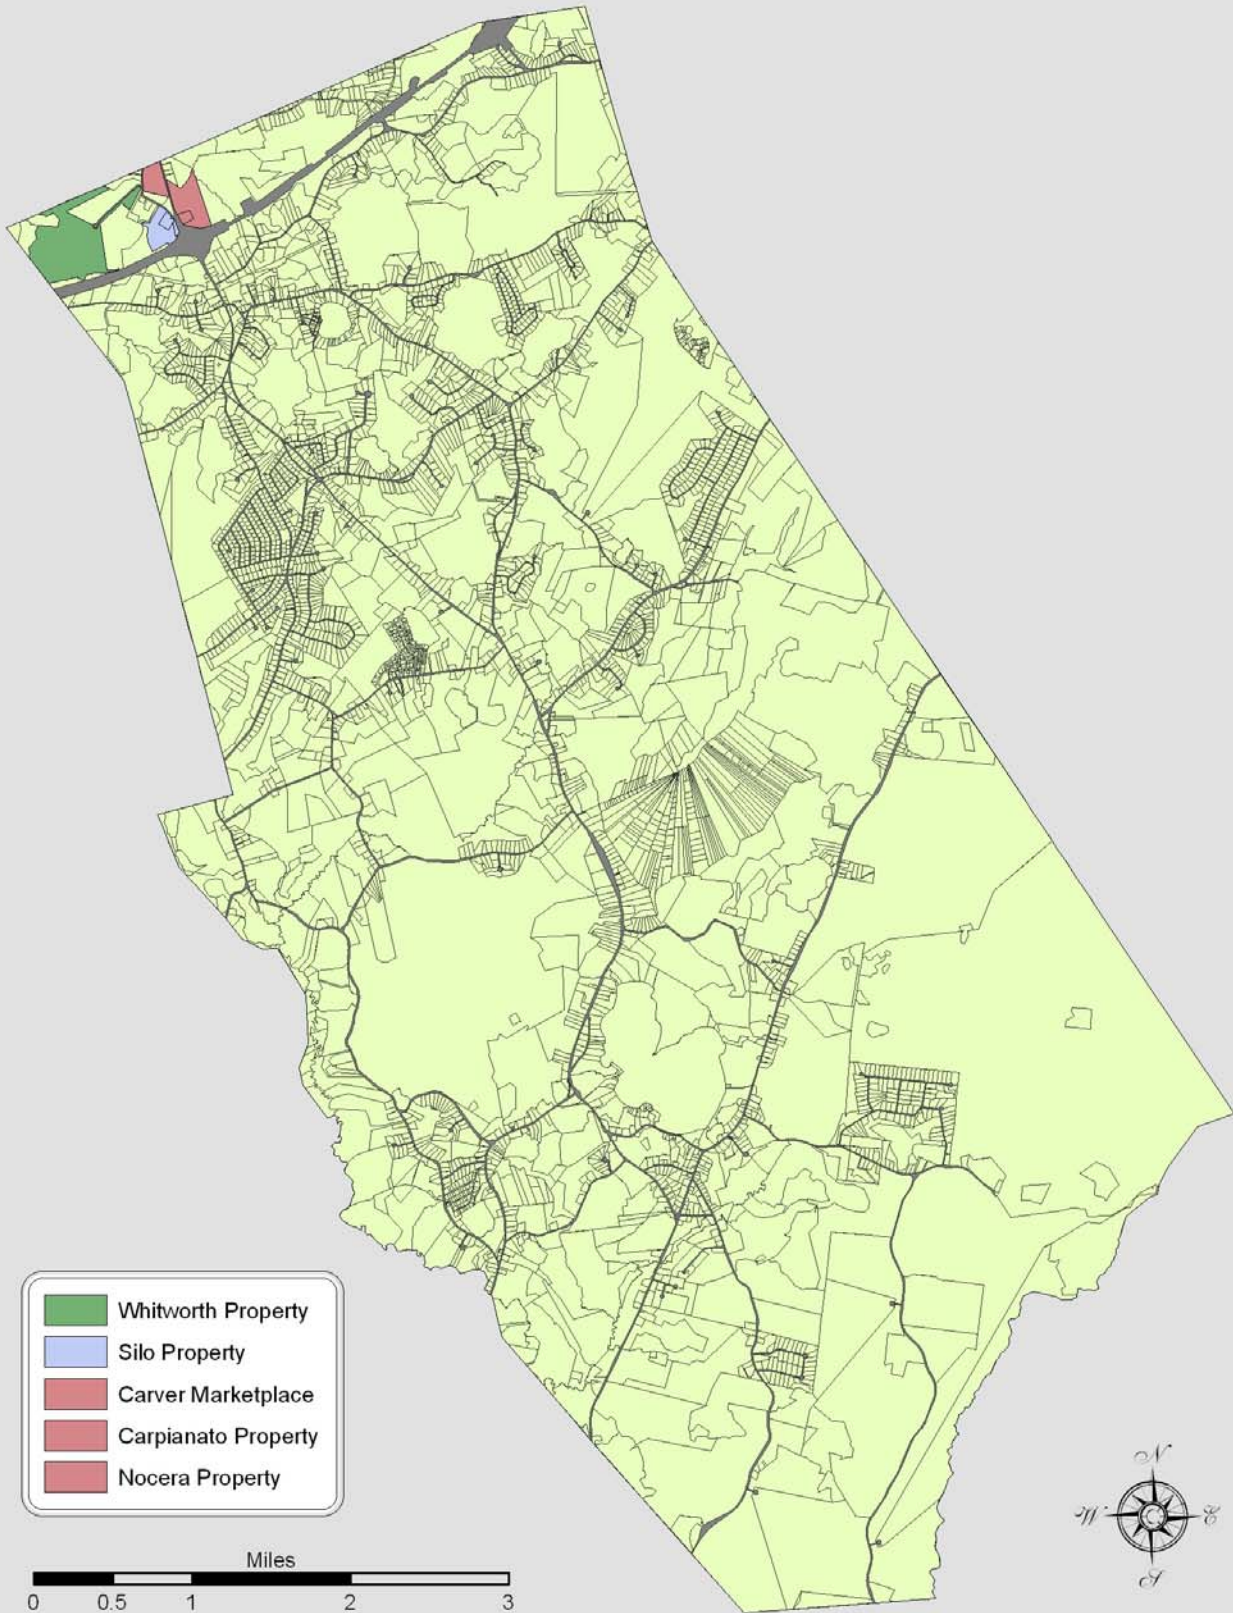 Whitworth Property
Silo Property
Carver Marketplace
Carpianato Property
Nocera Property
Miles
0 0.5 1 2 3
N
W E
S